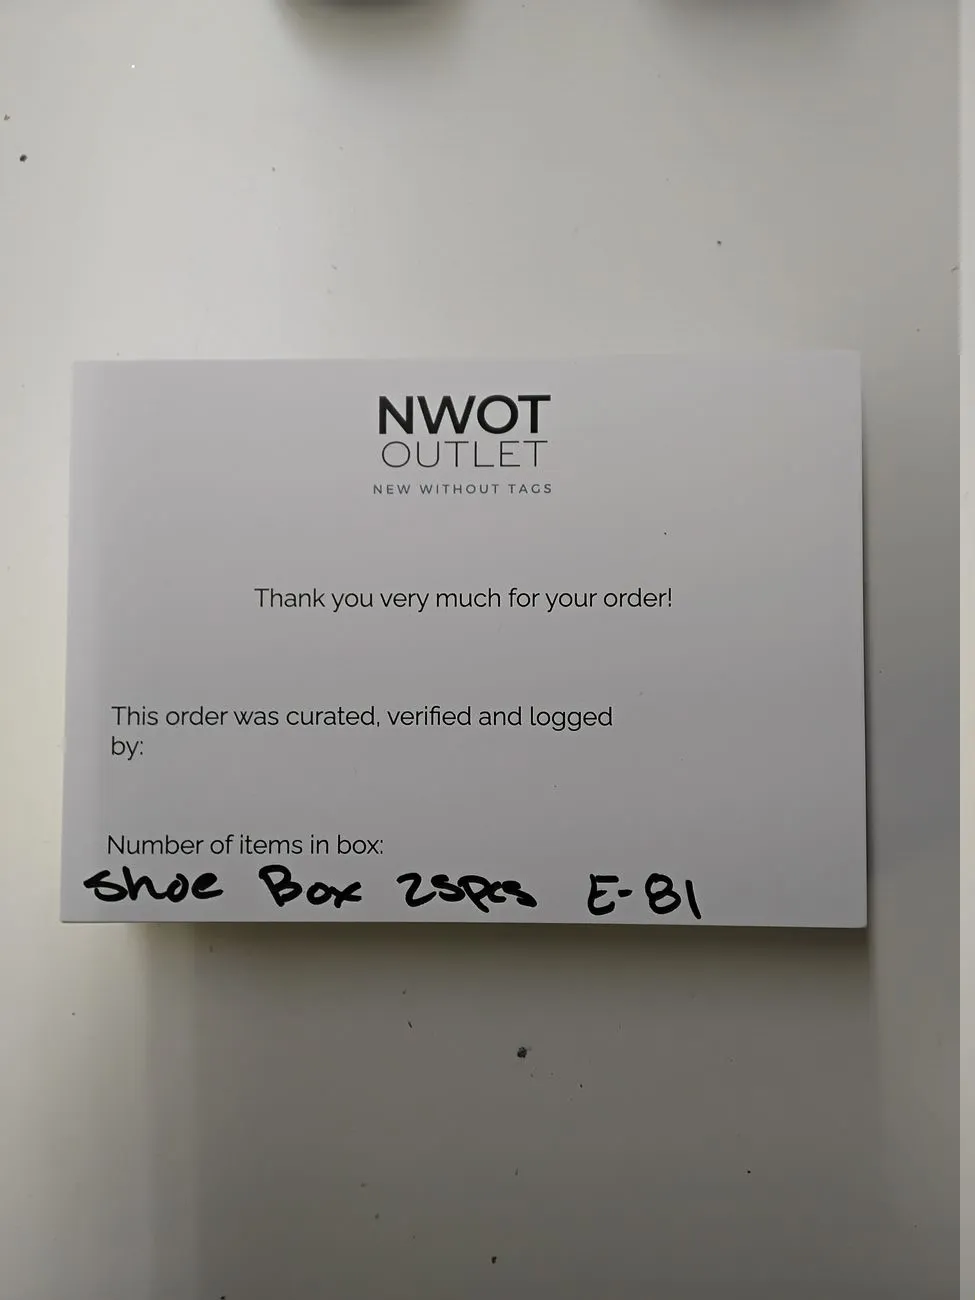 NWOT
OUTLET
NEW WITHOUT TAGS
Thank you very much for your order!
This order was curated, verified and logged
by:
Number of items in box:
Shoe Box 25pcs E-81